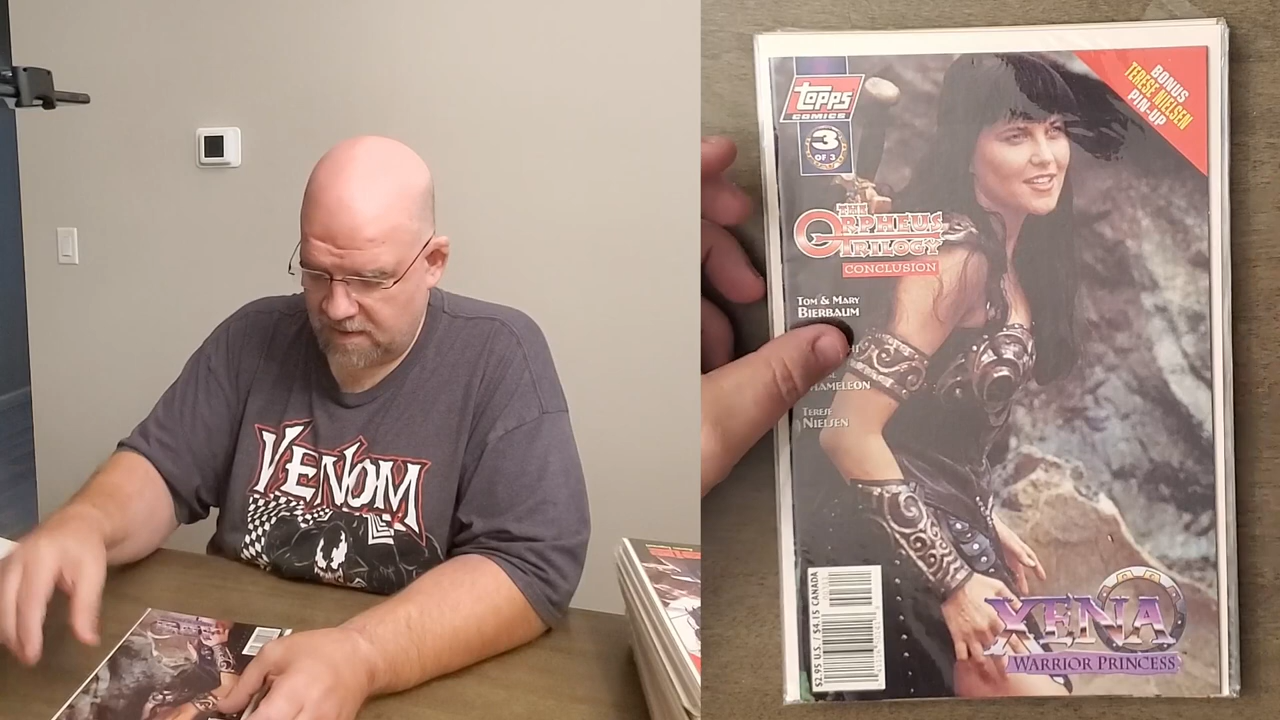 VENOM
topps
COMICS
3
OF 3
BONUS
TERESE NIELSEN
PIN-UP
THE
ORPHEUS
TRILOGY
CONCLUSION
TOM & MARY
BIERBAUM
HAMELEON
TERESE
NIELSEN
$2.95 U.S. / $4.15 CANADA
XENA
WARRIOR PRINCESS